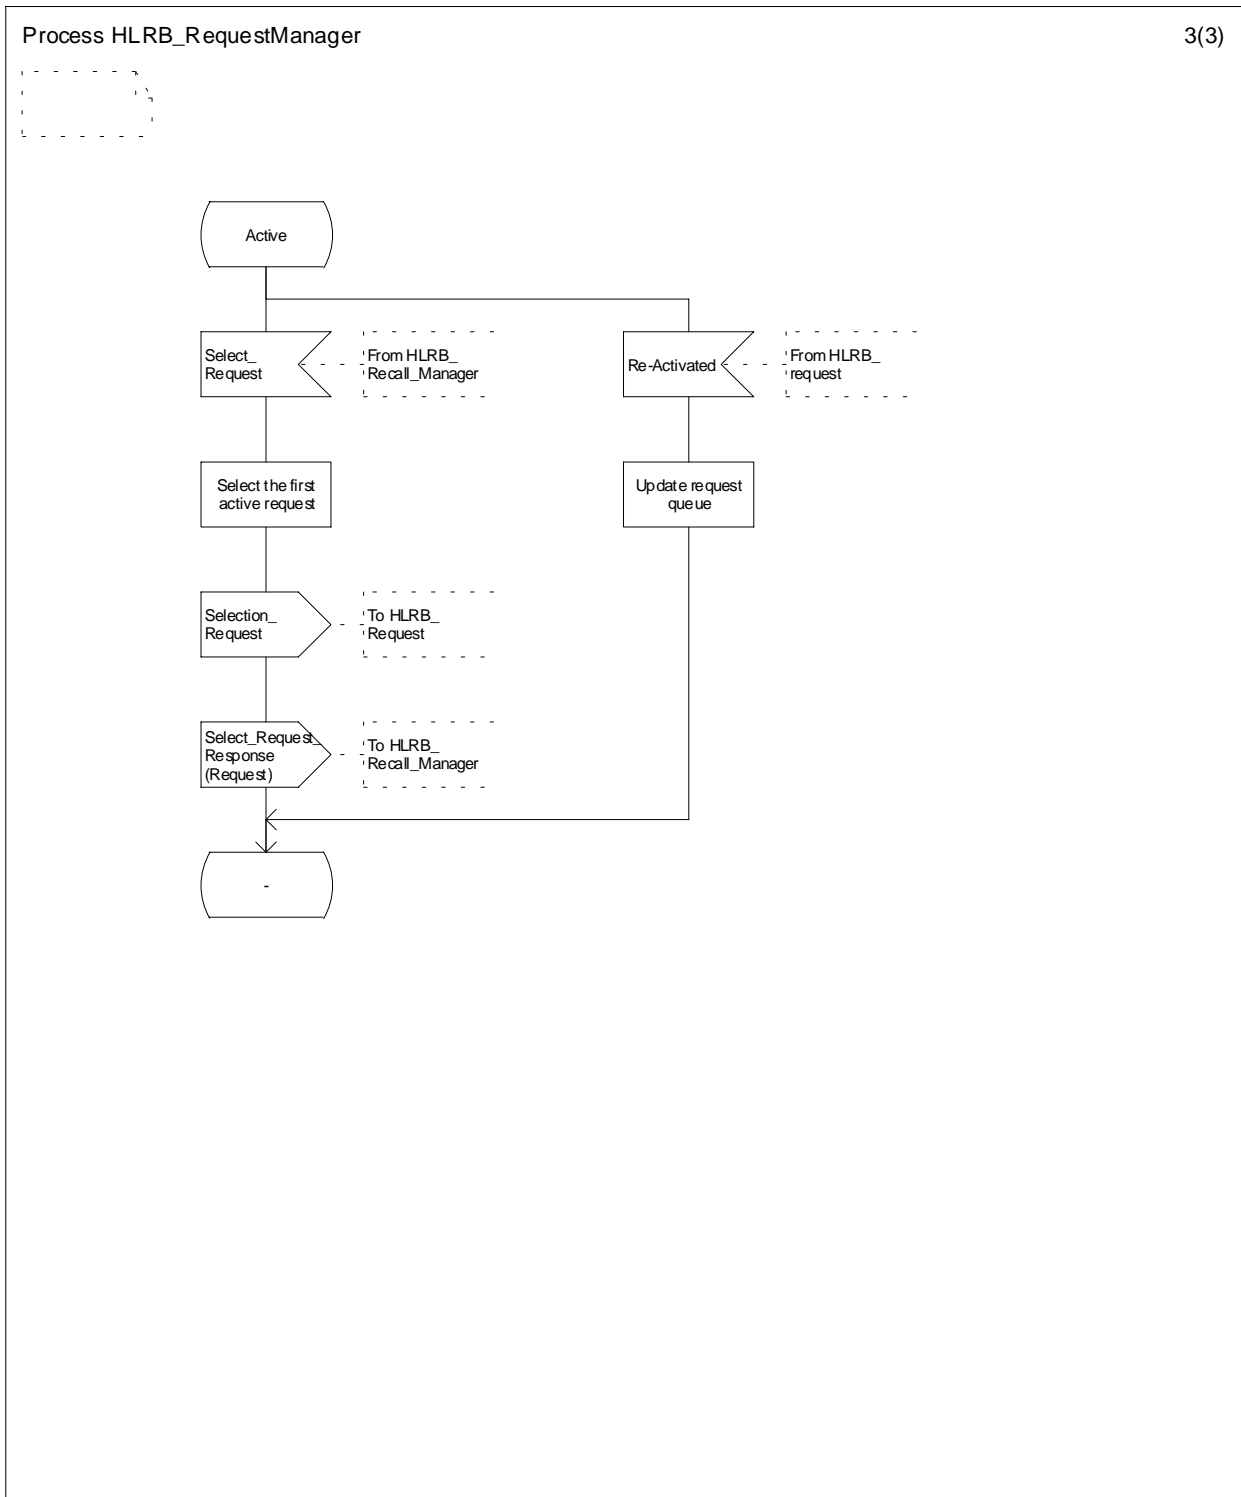 Process HLRB_RequestManager
3(3)
Active
Select_
Request
From HLRB_
Recall_Manager
Re-Activated
From HLRB_
request
Select the first
active request
Update request
queue
Selection_
Request
To HLRB_
Request
Select_Request_
Response
(Request)
To HLRB_
Recall_Manager
-